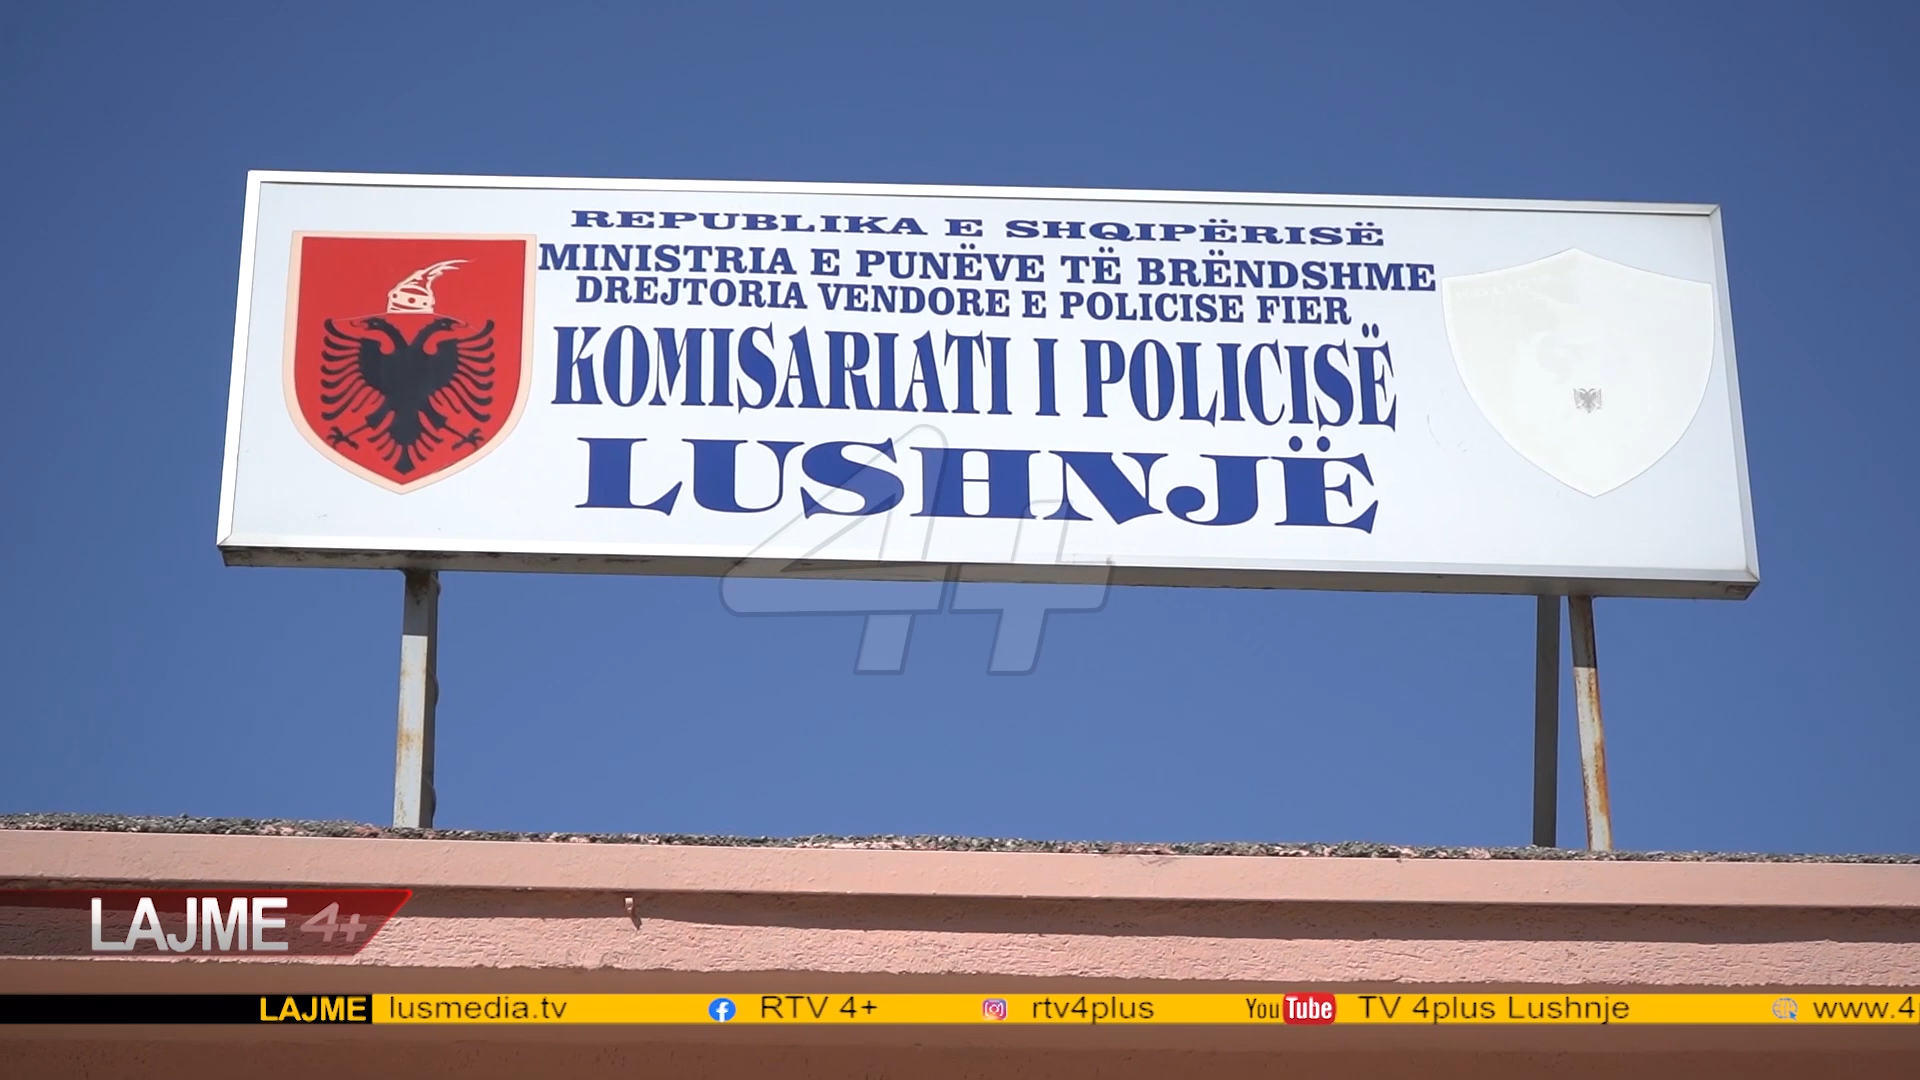 REPUBLIKA E SHQIPËRISË
MINISTRIA E PUNËVE TË BRËNDSHME
DREJTORIA VENDORE E POLICISE FIER
KOMISARIATI I POLICISË
LUSHNJË
4+
LAJME 4+
LAJME lusmedia.tv RTV 4+ rtv4plus YouTube TV 4plus Lushnje www.4